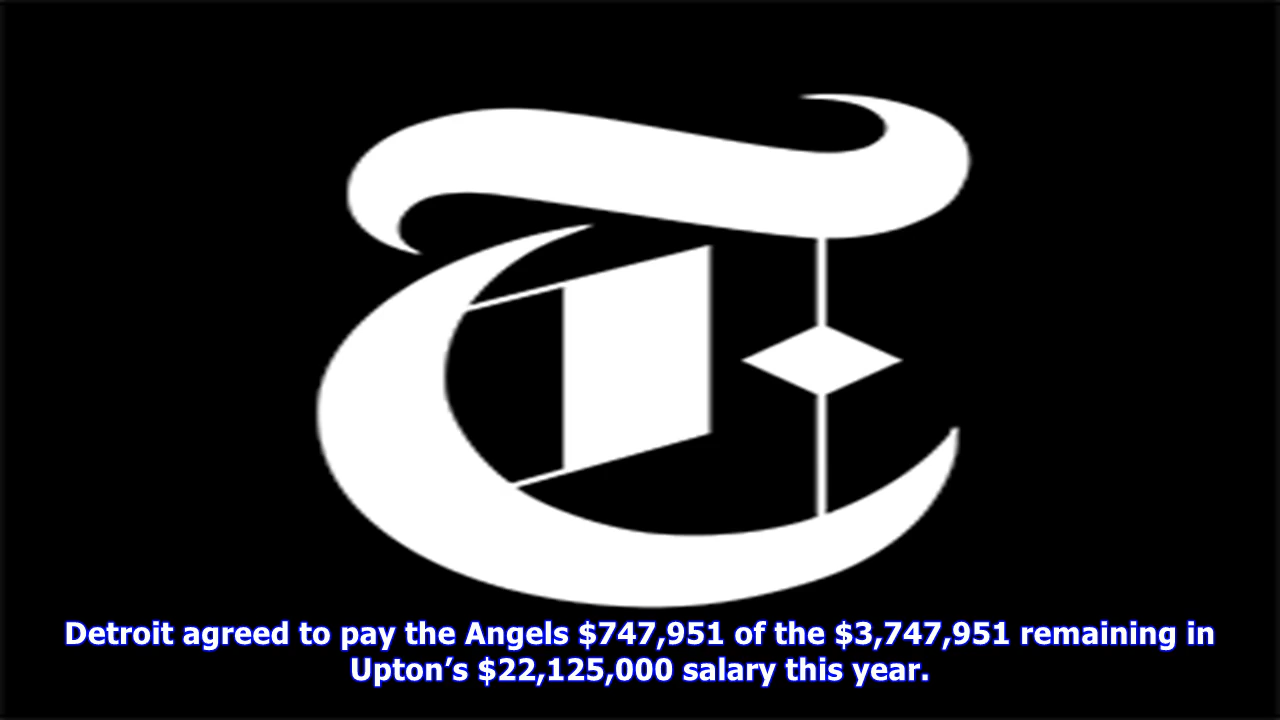 Detroit agreed to pay the Angels $747,951 of the $3,747,951 remaining in
Upton’s $22,125,000 salary this year.